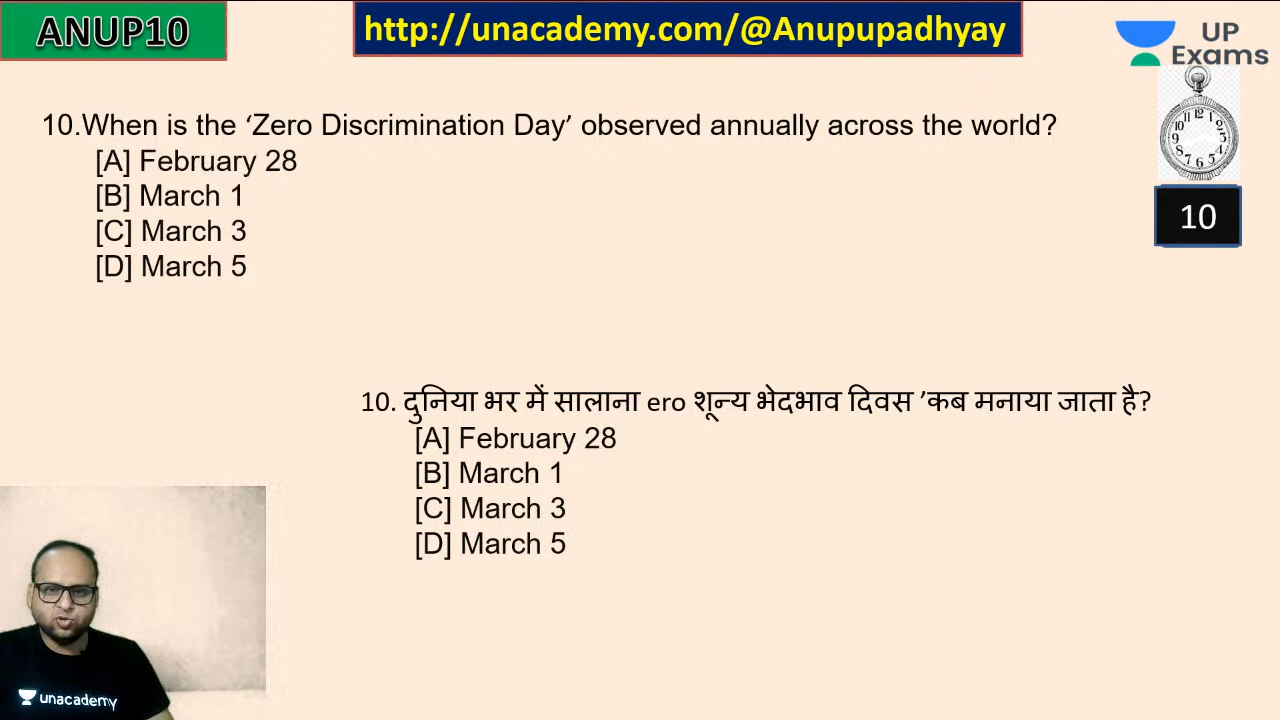 ANUP10
http://unacademy.com/@Anupupadhyay
UP
Exams
10.When is the ‘Zero Discrimination Day’ observed annually across the world?
[A] February 28
[B] March 1
[C] March 3
[D] March 5
10
10. दुनिया भर में सालाना ero शून्य भेदभाव दिवस ’कब मनाया जाता है?
[A] February 28
[B] March 1
[C] March 3
[D] March 5
unacademy